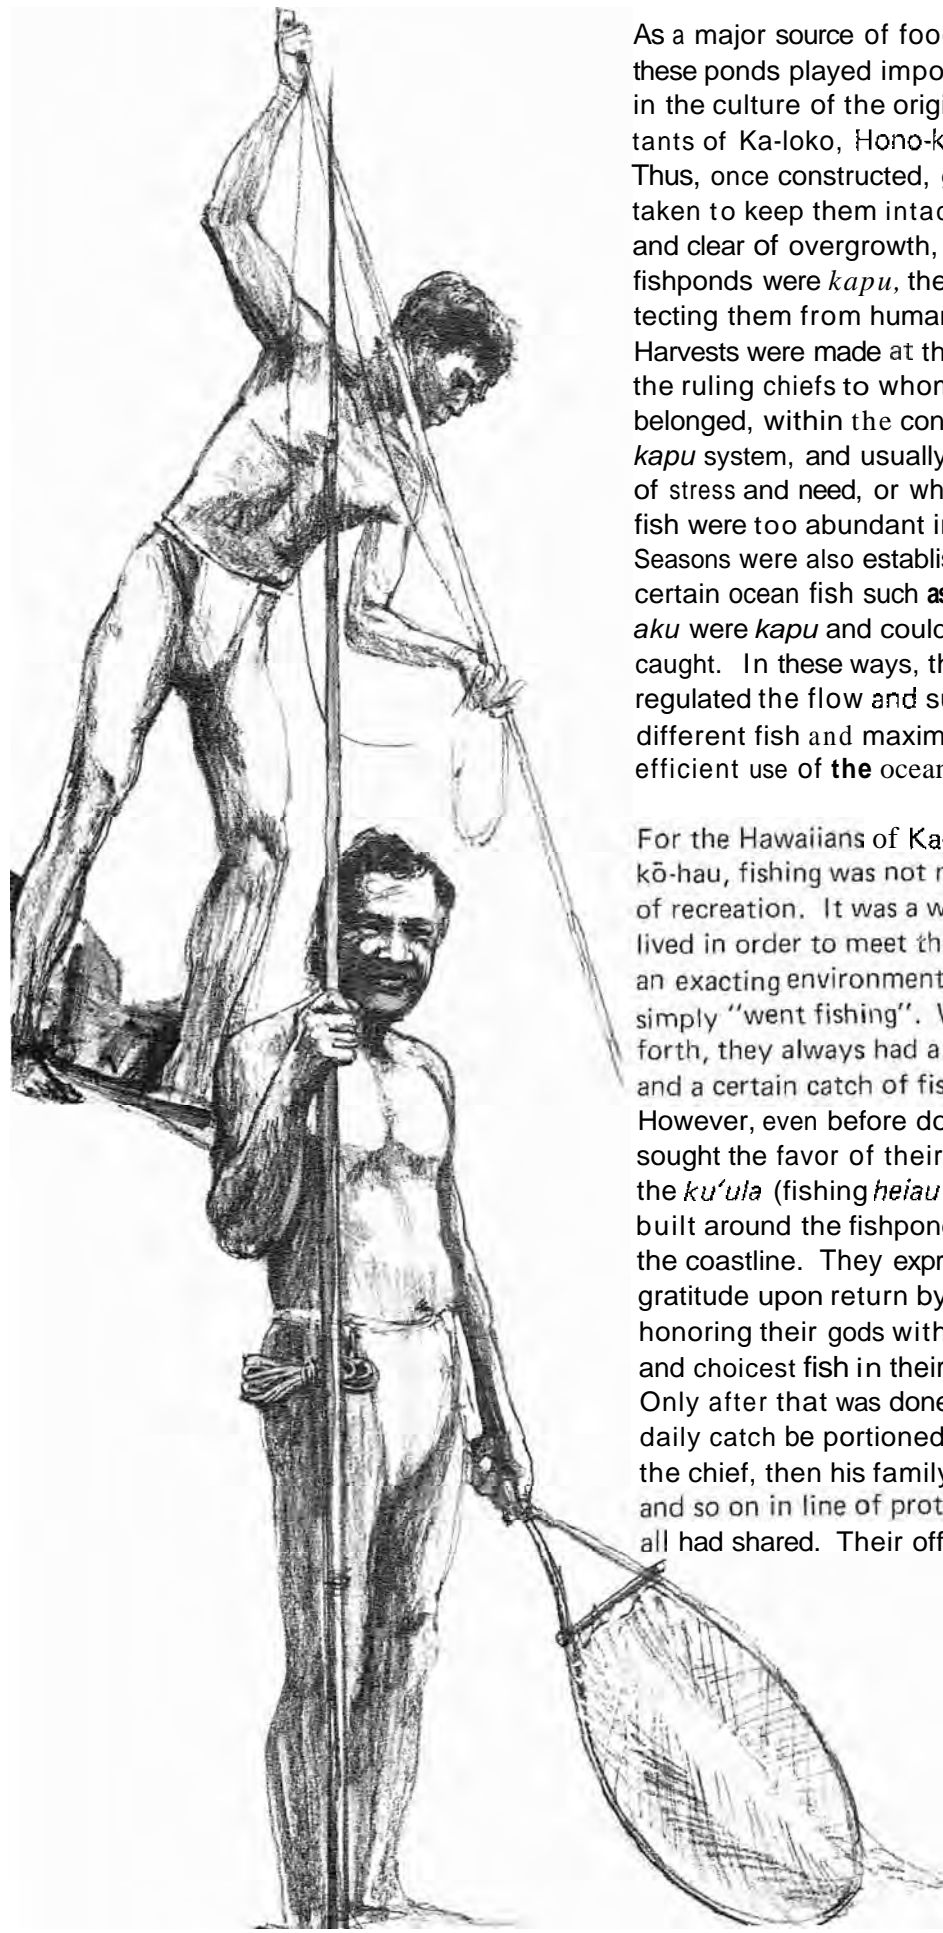 As a major source of foo
these ponds played impo
in the culture of the origi
tants of Ka-loko, Hono-k
Thus, once constructed,
taken to keep them intac
and clear of overgrowth,
fishponds were kapu, the
tecting them from human
Harvests were made at th
the ruling chiefs to whom
belonged, within the con
kapu system, and usually
of stress and need, or wh
fish were too abundant in
Seasons were also establis
certain ocean fish such as
aku were kapu and could
caught. In these ways, th
regulated the flow and su
different fish and maxim
efficient use of the ocean

For the Hawaiians of Ka-
kō-hau, fishing was not r
of recreation. It was a w
lived in order to meet th
an exacting environment
simply "went fishing". W
forth, they always had a
and a certain catch of fis
However, even before do
sought the favor of their
the ku'ula (fishing heiau
built around the fishpond
the coastline. They expr
gratitude upon return by
honoring their gods with
and choicest fish in their
Only after that was done
daily catch be portioned
the chief, then his family
and so on in line of prot
all had shared. Their off